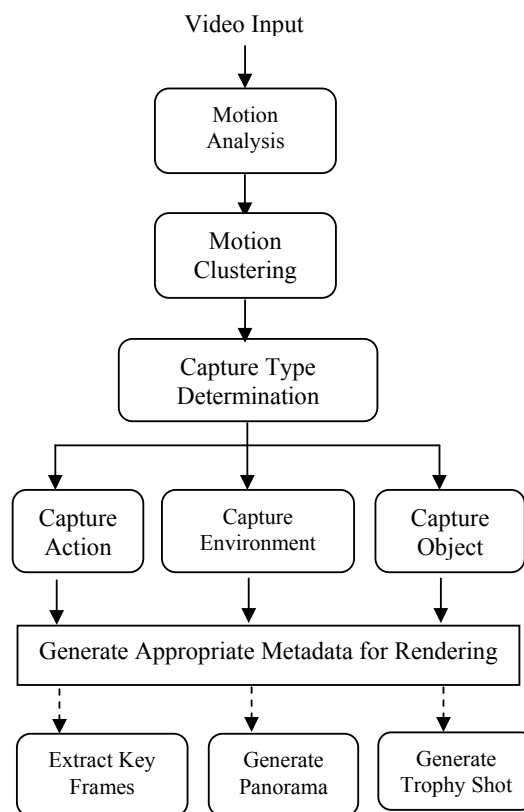 Video Input
Motion
Analysis
Motion
Clustering
Capture Type
Determination
Capture
Action
Capture
Environment
Capture
Object
Generate Appropriate Metadata for Rendering
Extract Key
Frames
Generate
Panorama
Generate
Trophy Shot